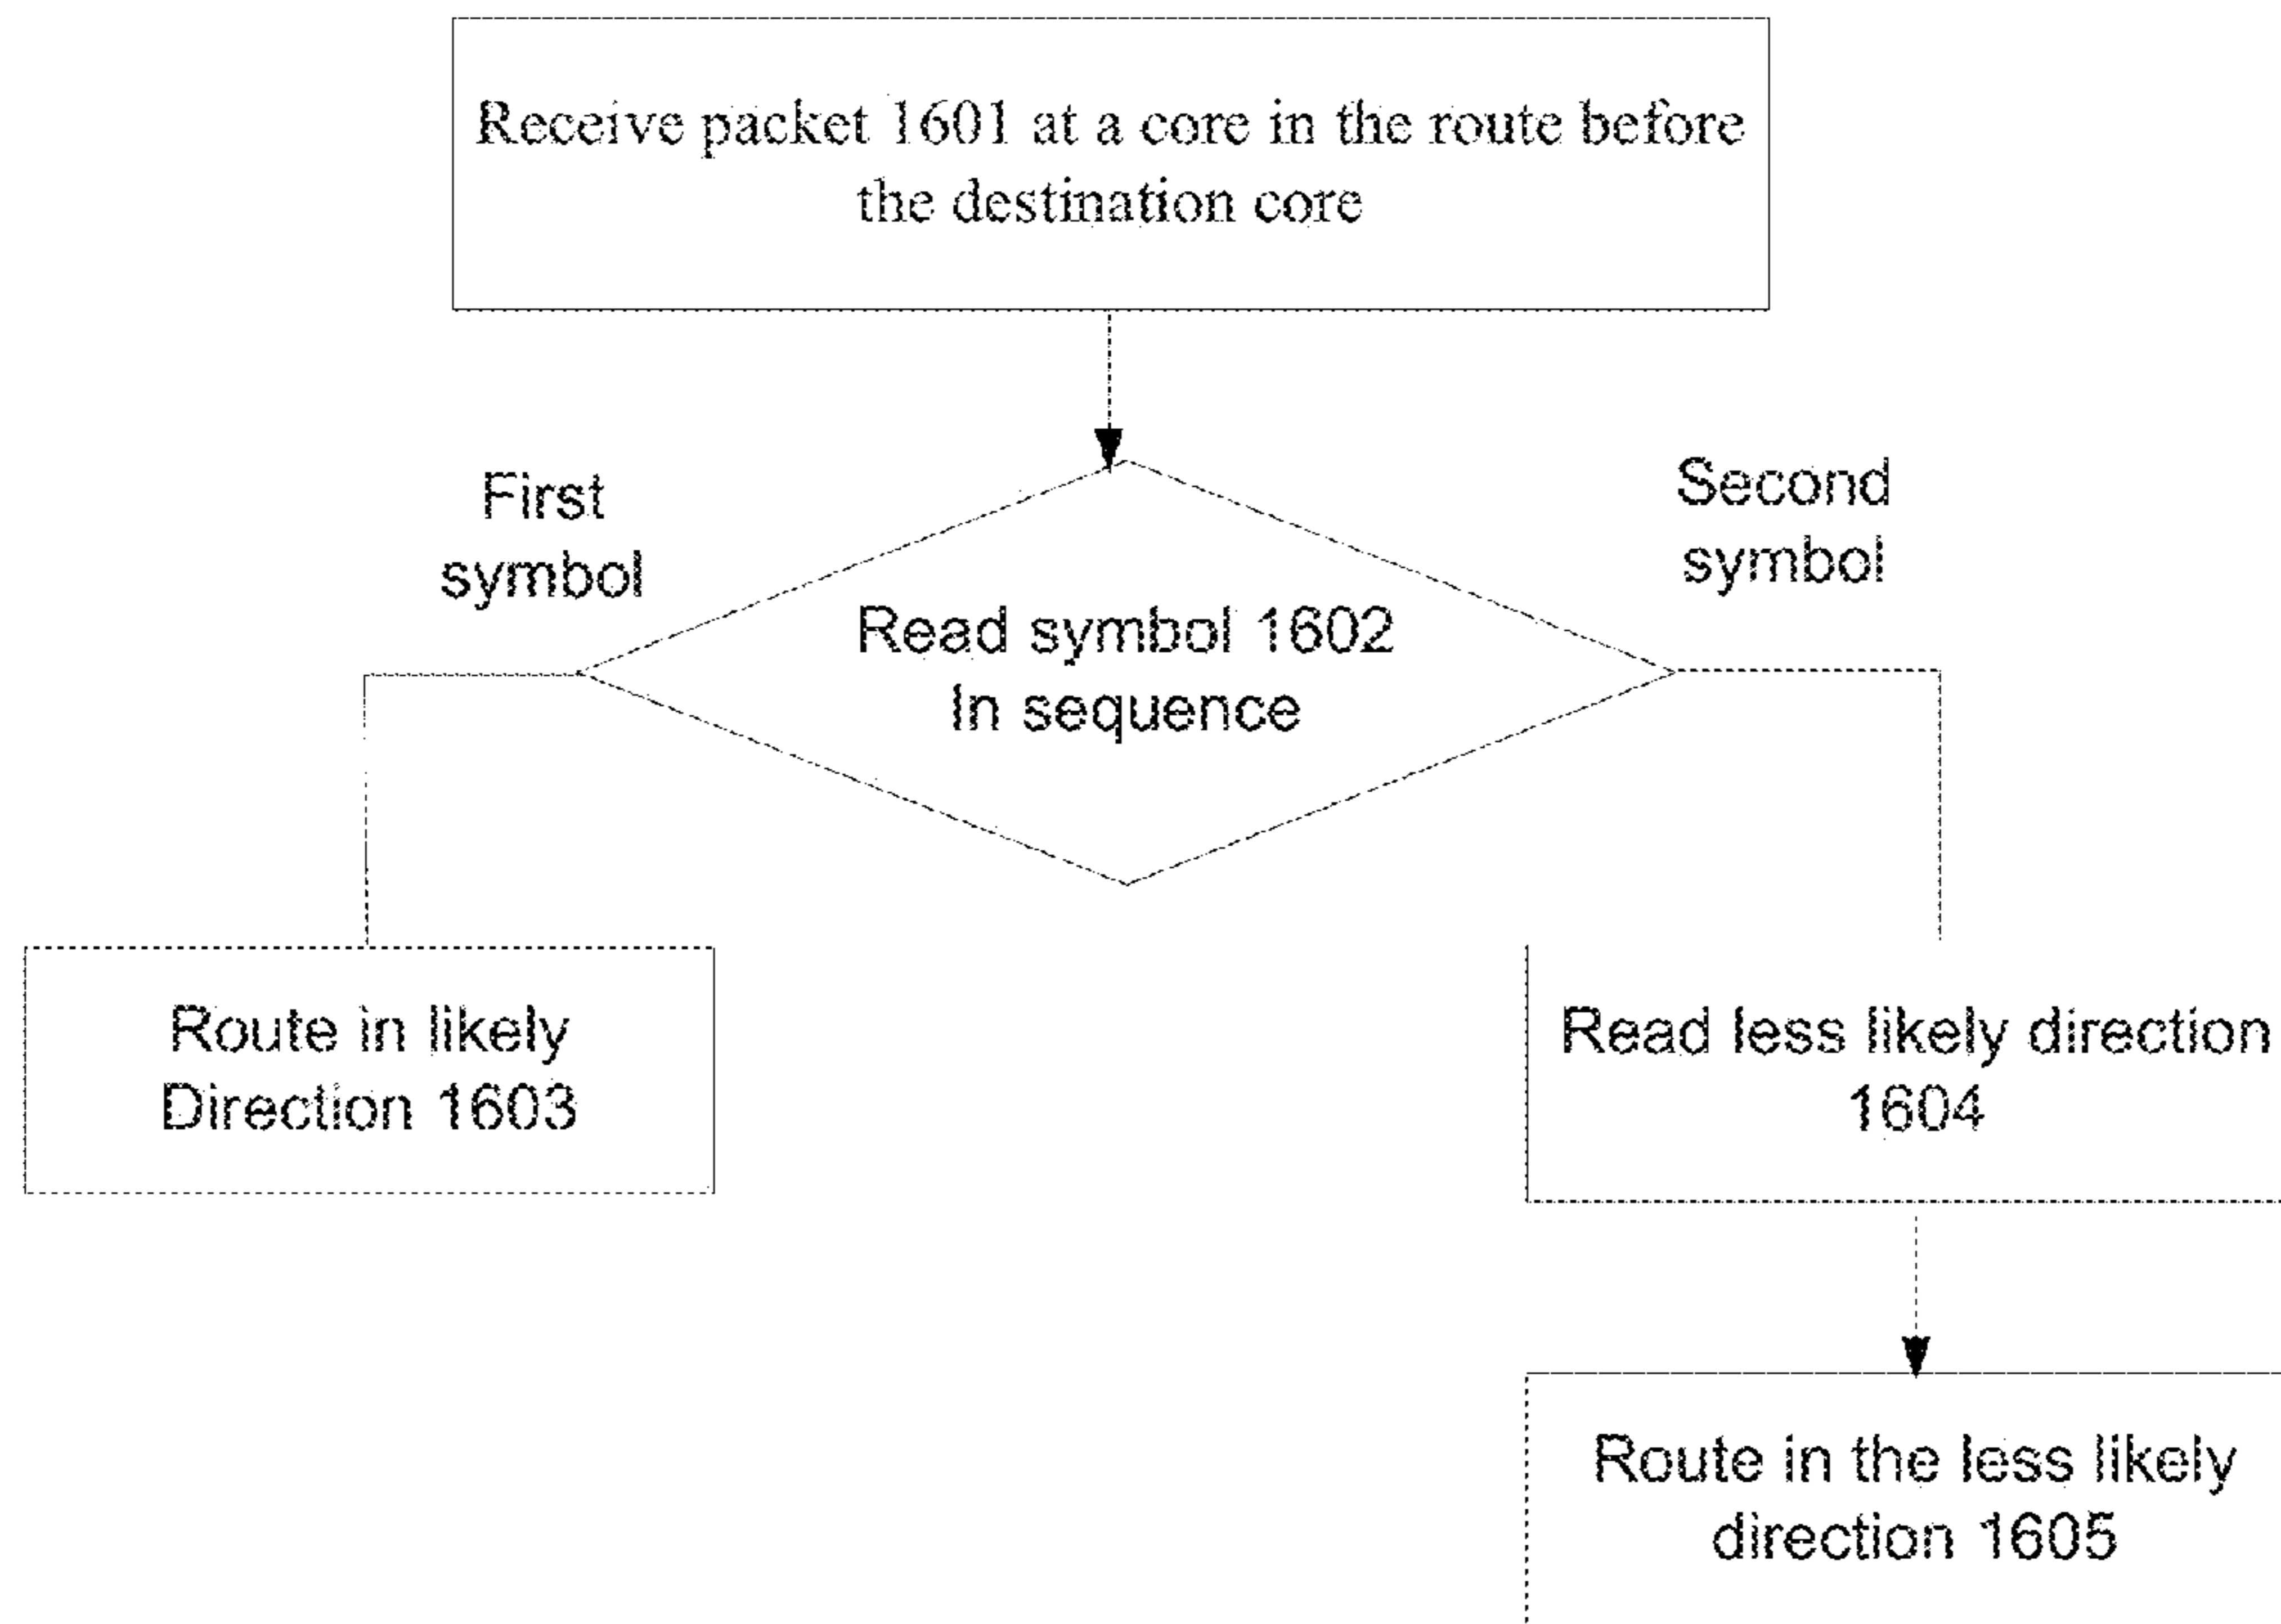 Receive packet 1601 at a core in the route before
the destination core
First
symbol
Second
symbol
Read symbol 1602
In sequence
Route in likely
Direction 1603
Read less likely direction
1604
Route in the less likely
direction 1605